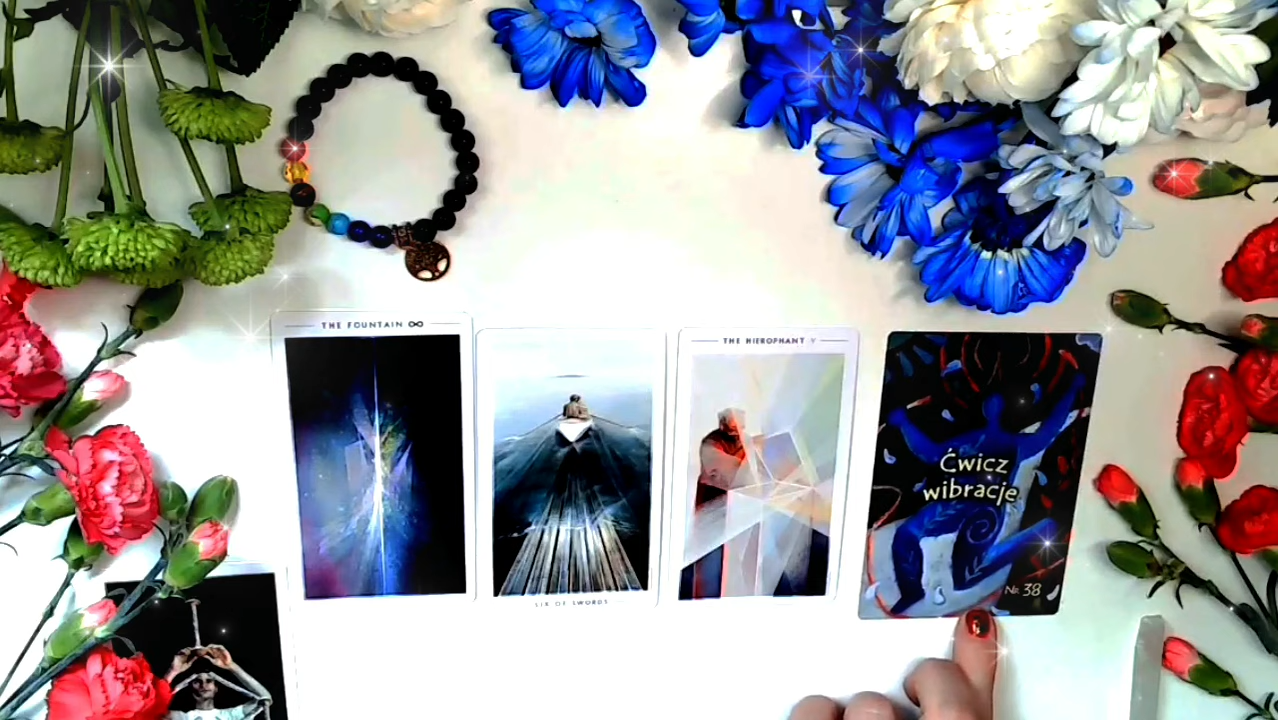 THE FOUNTAIN ∞
SIX OF SWORDS
THE HIEROPHANT V
Ćwicz
wibracje
Nr 38